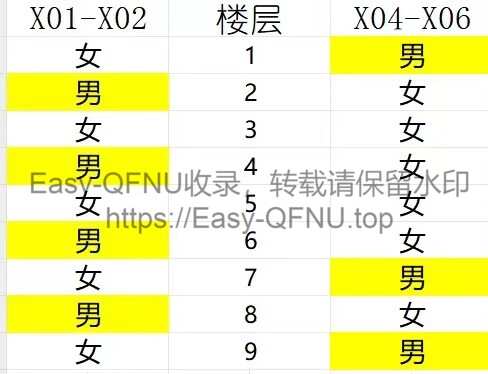 X01-X02 楼层 X04-X06
女 1 男
男 2 女
女 3 女
男 4 女
Easy-QFNU收录，转载请保留水印
女 5 女
https://Easy-QFNU.top
男 6 女
女 7 男
男 8 女
女 9 男